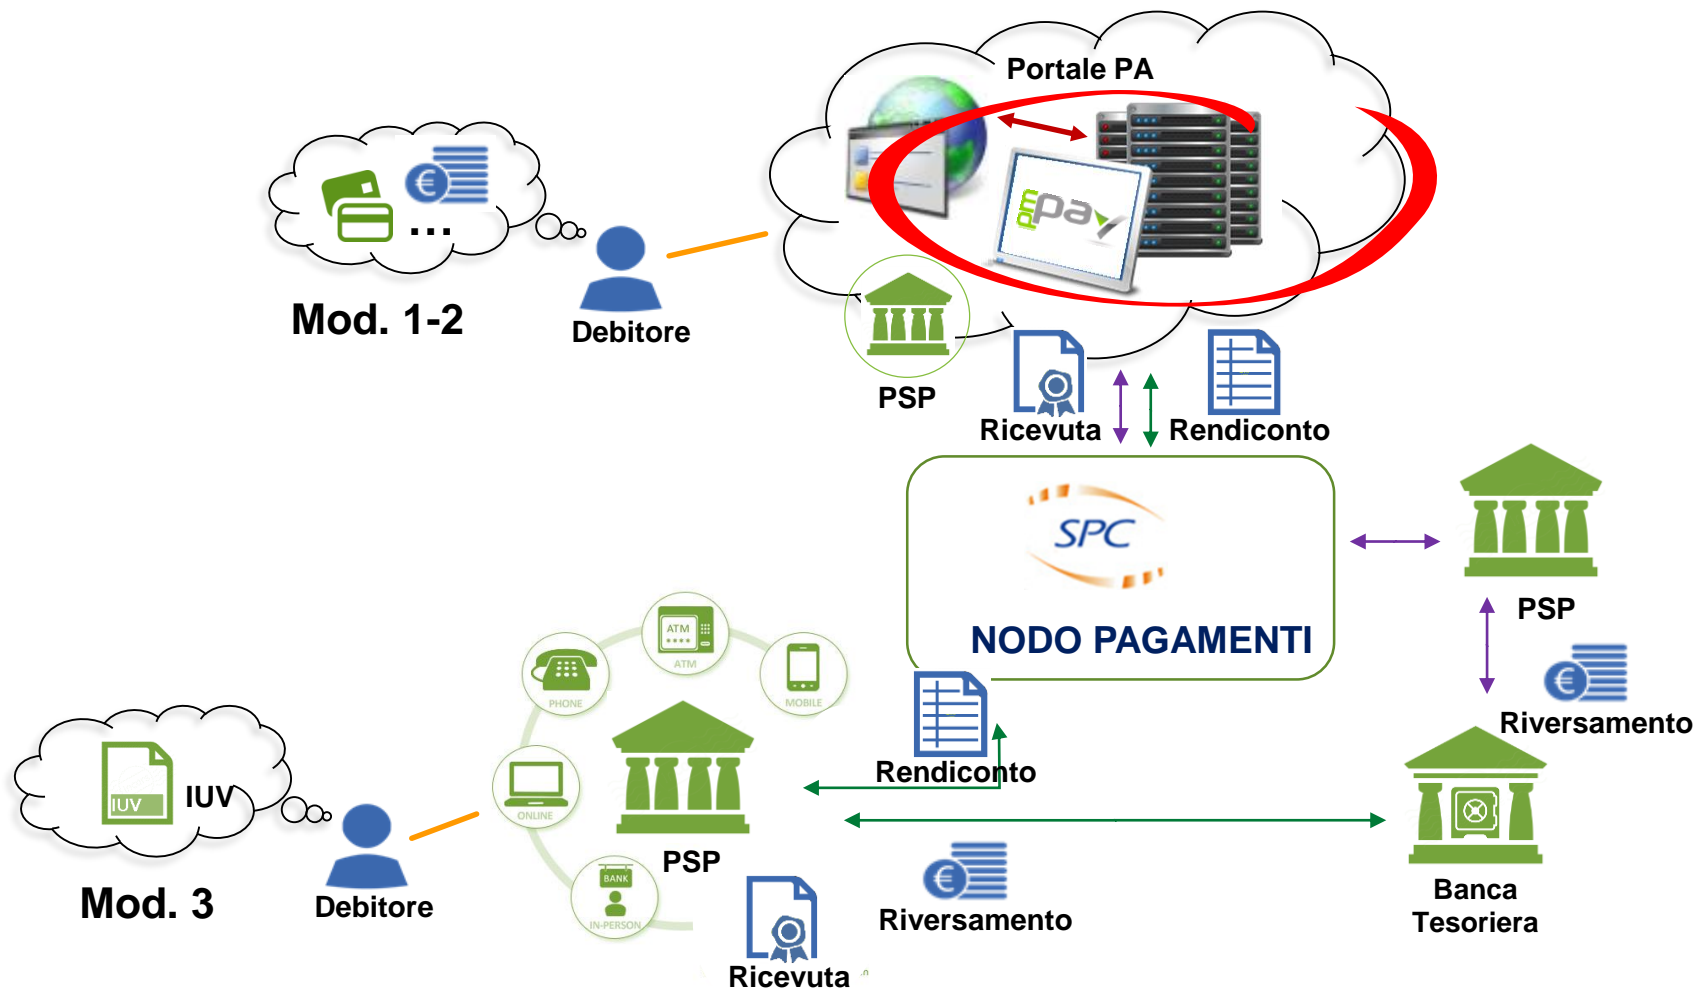 Portale PA
pmpay
...
Mod. 1-2
Debitore
PSP
Ricevuta
Rendiconto
SPC
NODO PAGAMENTI
PSP
Riversamento
ATM
****
ATM
PHONE
MOBILE
ONLINE
BANK
IN-PERSON
IUV
IUV
Mod. 3
Debitore
PSP
Rendiconto
Riversamento
Ricevuta
Banca
Tesoriera